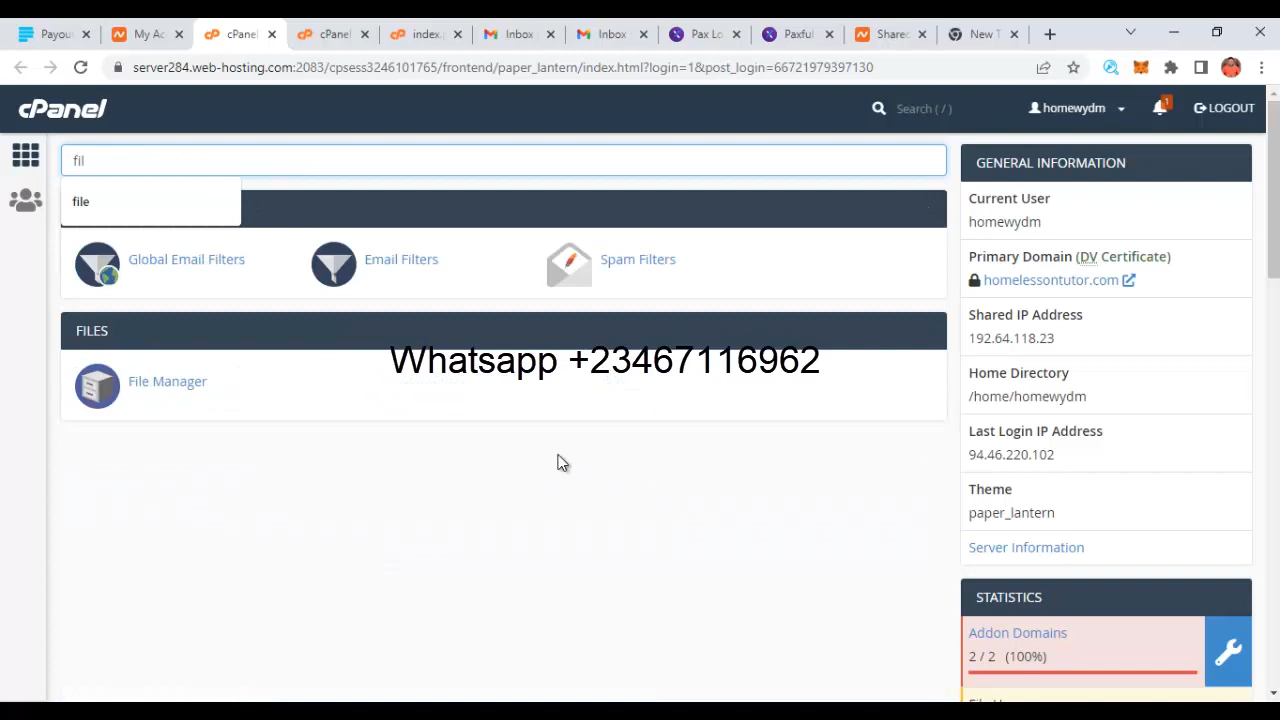 Payou
My Ac
cPanel
cPanel
index.
Inbox
Inbox
Pax Lo
Paxful
Share
New T
server284.web-hosting.com:2083/cpsess3246101765/frontend/paper_lantern/index.html?login=1&post_login=66721979397130
cPanel
Search ( / )
homewydm
1
LOGOUT
fil
file
Global Email Filters
Email Filters
Spam Filters
FILES
File Manager
Whatsapp +23467116962
GENERAL INFORMATION
Current User
homewydm
Primary Domain (DV Certificate)
homelessontutor.com
Shared IP Address
192.64.118.23
Home Directory
/home/homewydm
Last Login IP Address
94.46.220.102
Theme
paper_lantern
Server Information
STATISTICS
Addon Domains
2 / 2 (100%)